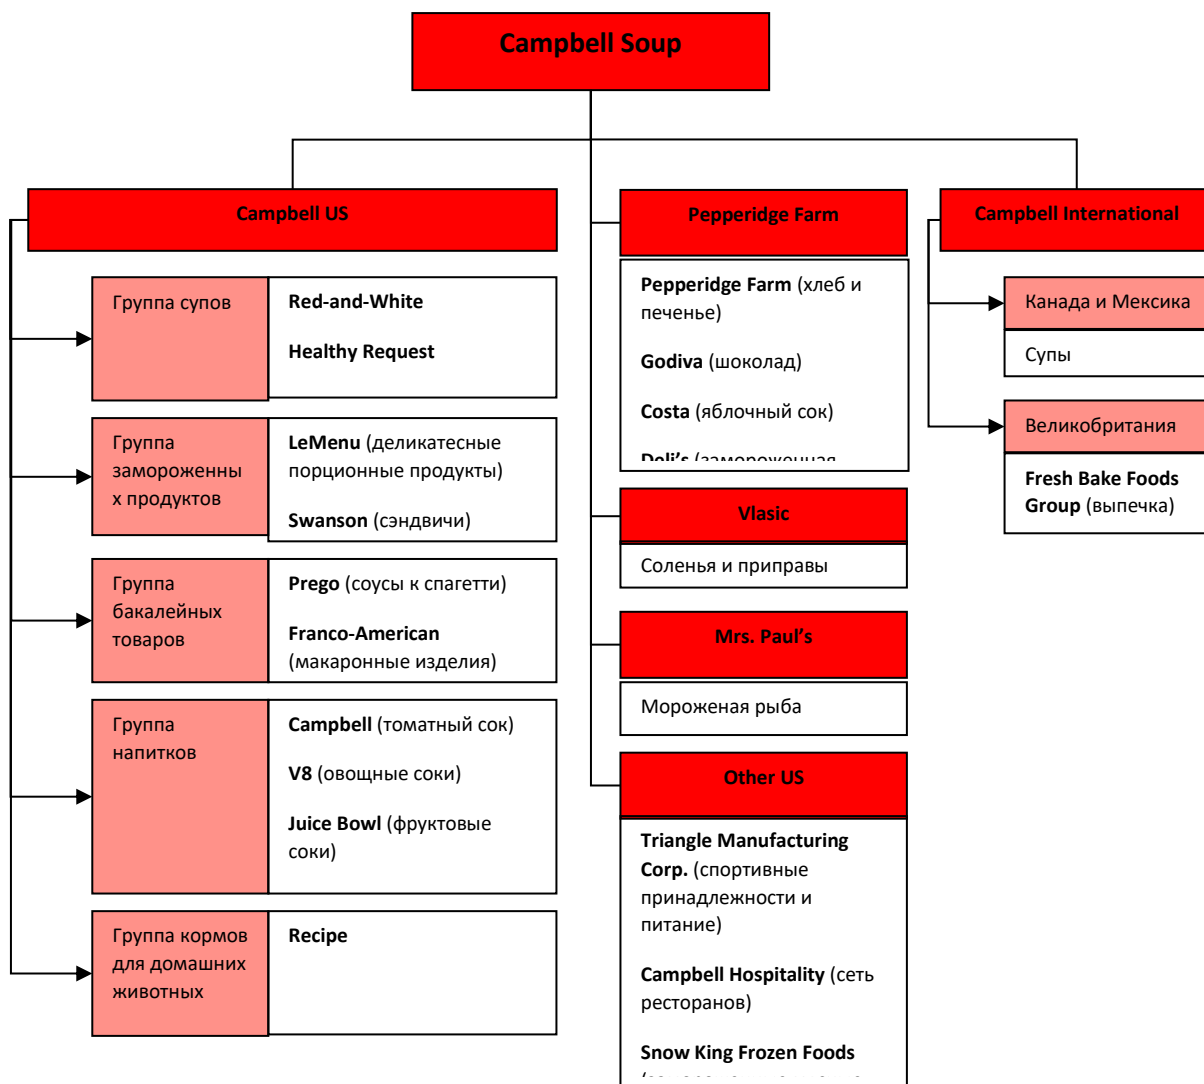 Campbell Soup
Campbell US
Группа супов
Red-and-White
Healthy Request
Группа
замороженны
х продуктов
LeMenu (деликатесные
порционные продукты)
Swanson (сэндвичи)
Группа
бакалейных
товаров
Prego (соусы к спагетти)
Franco-American
(макаронные изделия)
Группа
напитков
Campbell (томатный сок)
V8 (овощные соки)
Juice Bowl (фруктовые
соки)
Группа кормов
для домашних
животных
Recipe
Pepperidge Farm
Pepperidge Farm (хлеб и
печенье)
Godiva (шоколад)
Costa (яблочный сок)
Deli’s (замороженная
Vlasic
Соленья и приправы
Mrs. Paul’s
Мороженая рыба
Other US
Triangle Manufacturing
Corp. (спортивные
принадлежности и
питание)
Campbell Hospitality (сеть
ресторанов)
Snow King Frozen Foods
Campbell International
Канада и Мексика
Супы
Великобритания
Fresh Bake Foods
Group (выпечка)